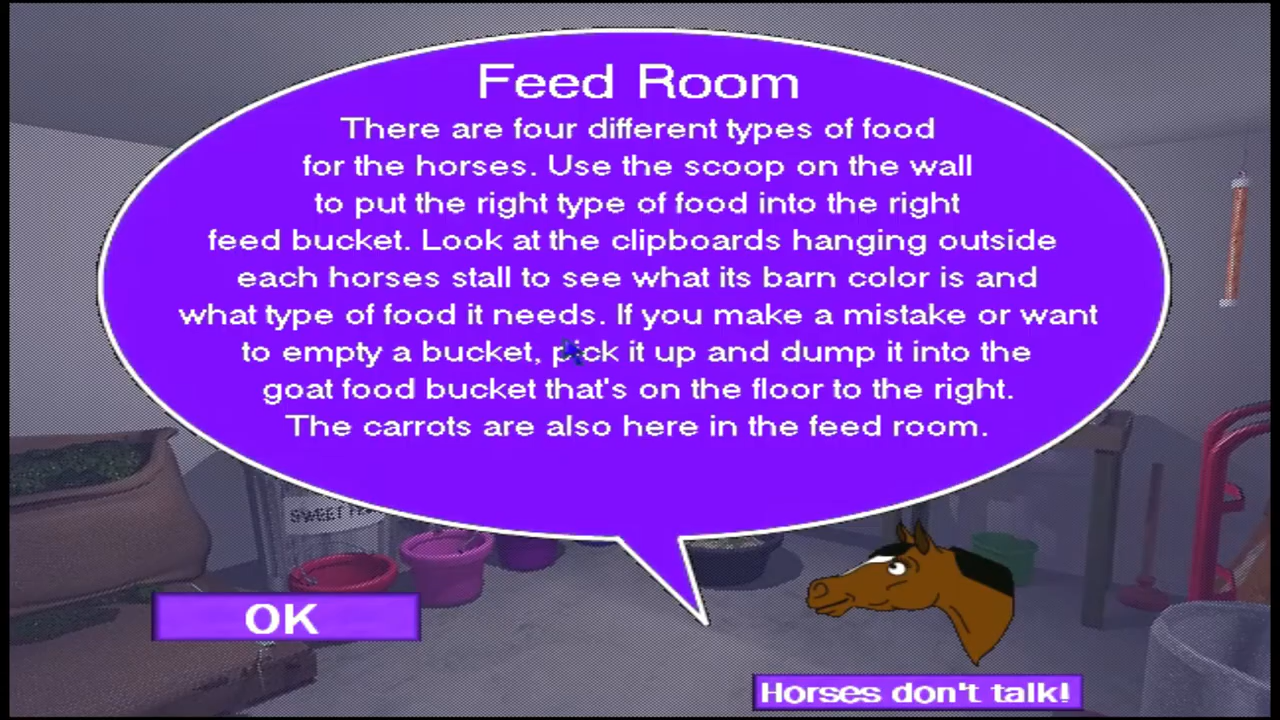 Feed Room
There are four different types of food
for the horses. Use the scoop on the wall
to put the right type of food into the right
feed bucket. Look at the clipboards hanging outside
each horses stall to see what its barn color is and
what type of food it needs. If you make a mistake or want
to empty a bucket, pick it up and dump it into the
goat food bucket that's on the floor to the right.
The carrots are also here in the feed room.
SWEET
OK
Horses don't talk!